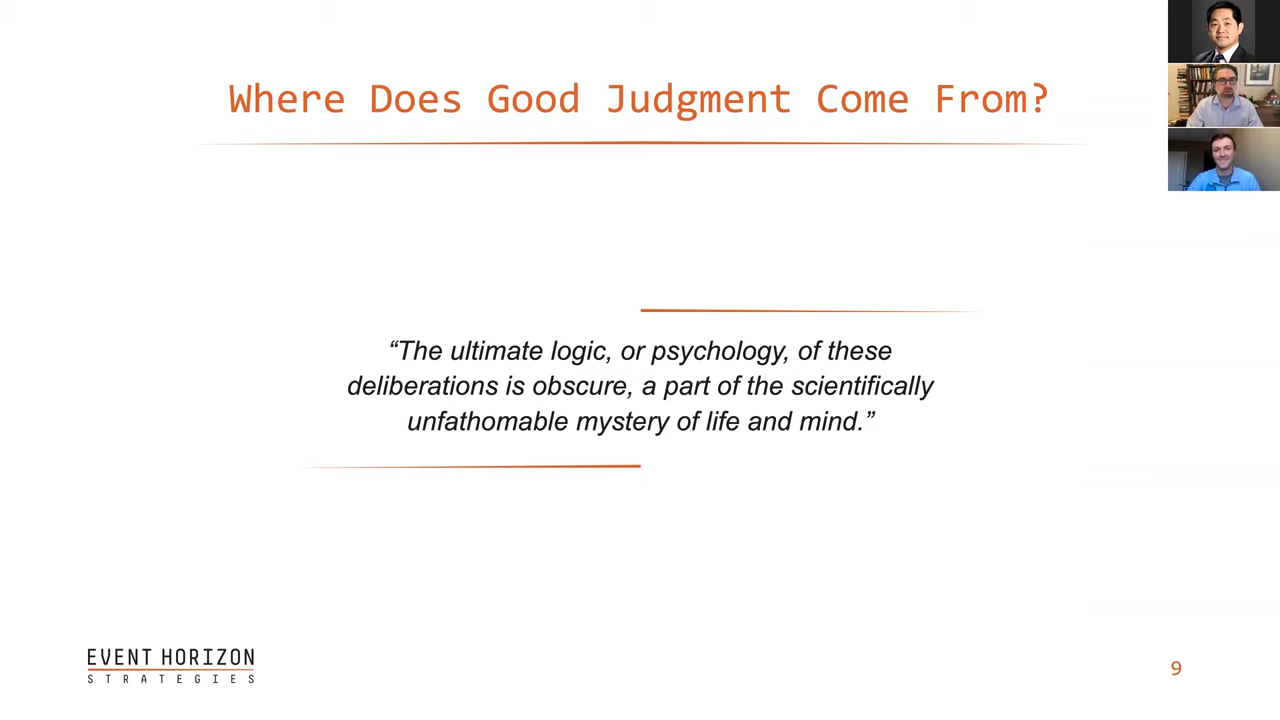 Where Does Good Judgment Come From?
“The ultimate logic, or psychology, of these
deliberations is obscure, a part of the scientifically
unfathomable mystery of life and mind.”
EVENT HORIZON
STRATEGIES
9